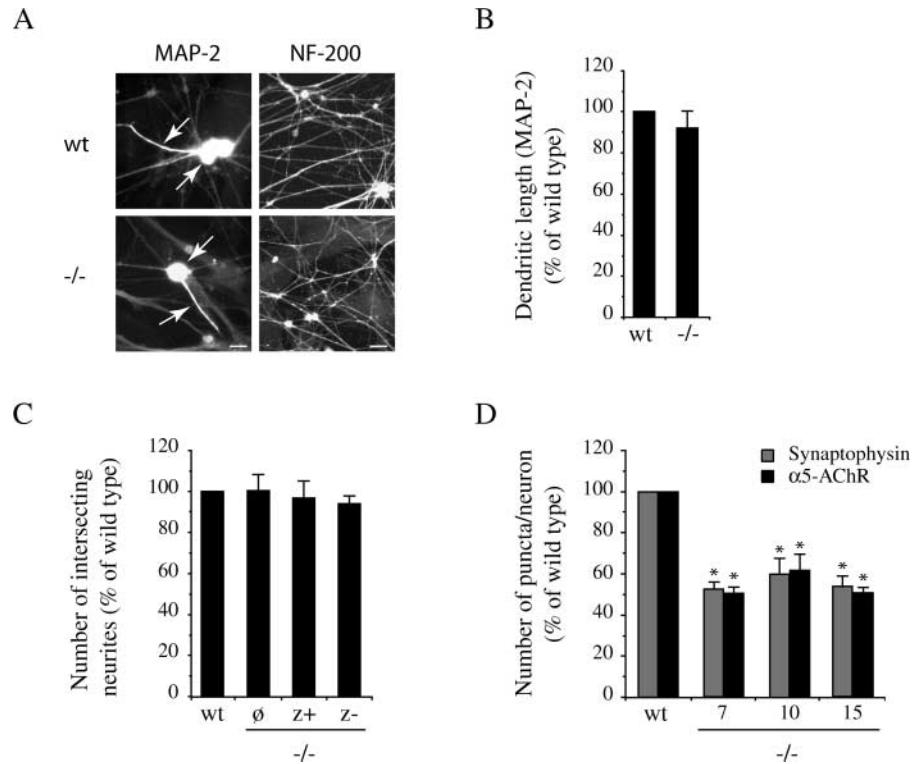 A
MAP-2
NF-200
wt
-/-
B
Dendritic length (MAP-2)
(% of wild type)
120
100
80
60
40
20
0
wt
-/-
C
Number of intersecting
neurites (% of wild type)
120
100
80
60
40
20
0
wt
ø
z+
z-
-/-
D
Number of puncta/neuron
(% of wild type)
120
100
80
60
40
20
0
Synaptophysin
α5-AChR
* *
* *
* *
wt
7
10
15
-/-